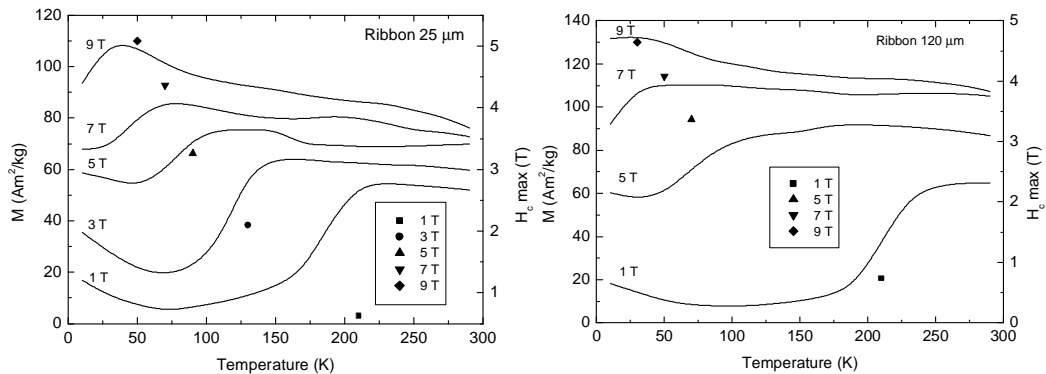 Ribbon 25 μm
M (Am²/kg)
120
100
80
60
40
20
0
9 T
7 T
5 T
3 T
1 T
1 T
3 T
5 T
7 T
9 T
5
4
3
2
1
H_c max (T)
0 50 100 150 200 250 300
Temperature (K)
Ribbon 120 μm
M (Am²/kg)
140
120
100
80
60
40
20
0
9 T
7 T
5 T
1 T
1 T
5 T
7 T
9 T
5
4
3
2
1
0
H_c max (T)
0 50 100 150 200 250 300
Temperature (K)